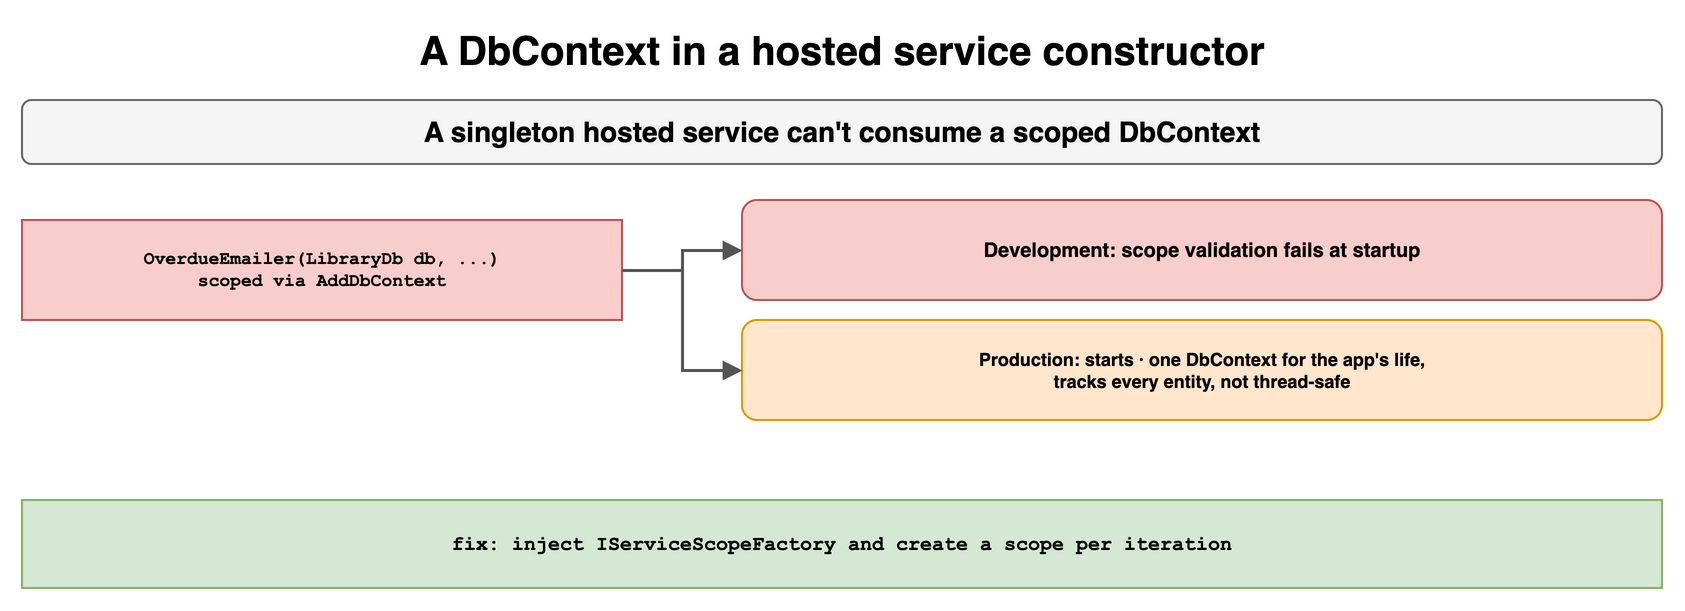 A DbContext in a hosted service constructor
A singleton hosted service can't consume a scoped DbContext
OverdueEmailer(LibraryDb db, ...)
scoped via AddDbContext
Development: scope validation fails at startup
Production: starts · one DbContext for the app's life,
tracks every entity, not thread-safe
fix: inject IServiceScopeFactory and create a scope per iteration